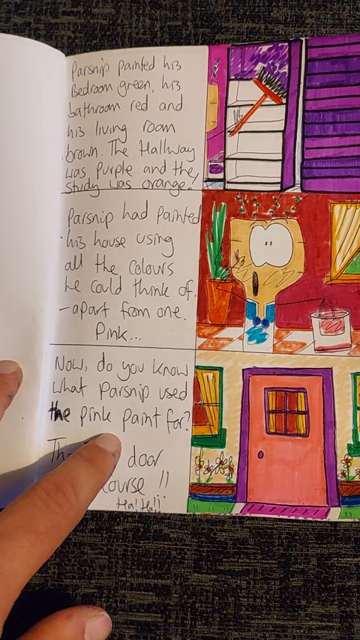 Parsnip painted his
Bedroom green, his
bathroom red and
his living room
brown. The Hallway
was Purple and the
study was orange.
Parsnip had Painted
his house using
all the colours
he could think of.
- apart from one.
Pink...
Now, do you know
what Parsnip used
the pink paint for?
door
course !!
Ha! Ha!